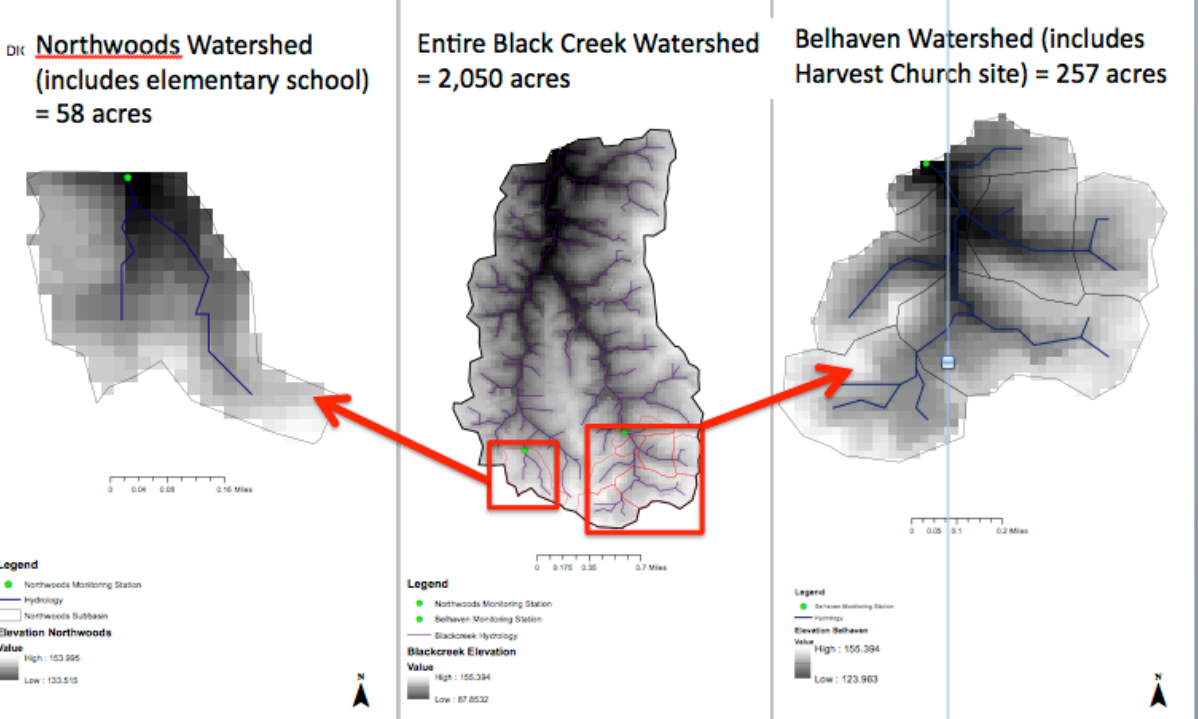 DIC
Northwoods Watershed
(includes elementary school)
= 58 acres
0 0.04 0.08 0.16 Miles
Legend
Northwoods Monitoring Station
Hydrology
Northwoods Subbasin
Elevation Northwoods
Value
High : 153.995
Low : 133.515
N
Entire Black Creek Watershed
= 2,050 acres
0 0.175 0.35 0.7 Miles
Legend
Northwoods Monitoring Station
Belhaven Monitoring Station
Blackcreek Hydrology
Blackcreek Elevation
Value
High : 155.394
Low : 87.8532
Belhaven Watershed (includes
Harvest Church site) = 257 acres
0 0.05 0.1 0.2 Miles
Legend
Belhaven Monitoring Station
Hydrology
Elevation Belhaven
Value
High : 155.394
Low : 123.963
N